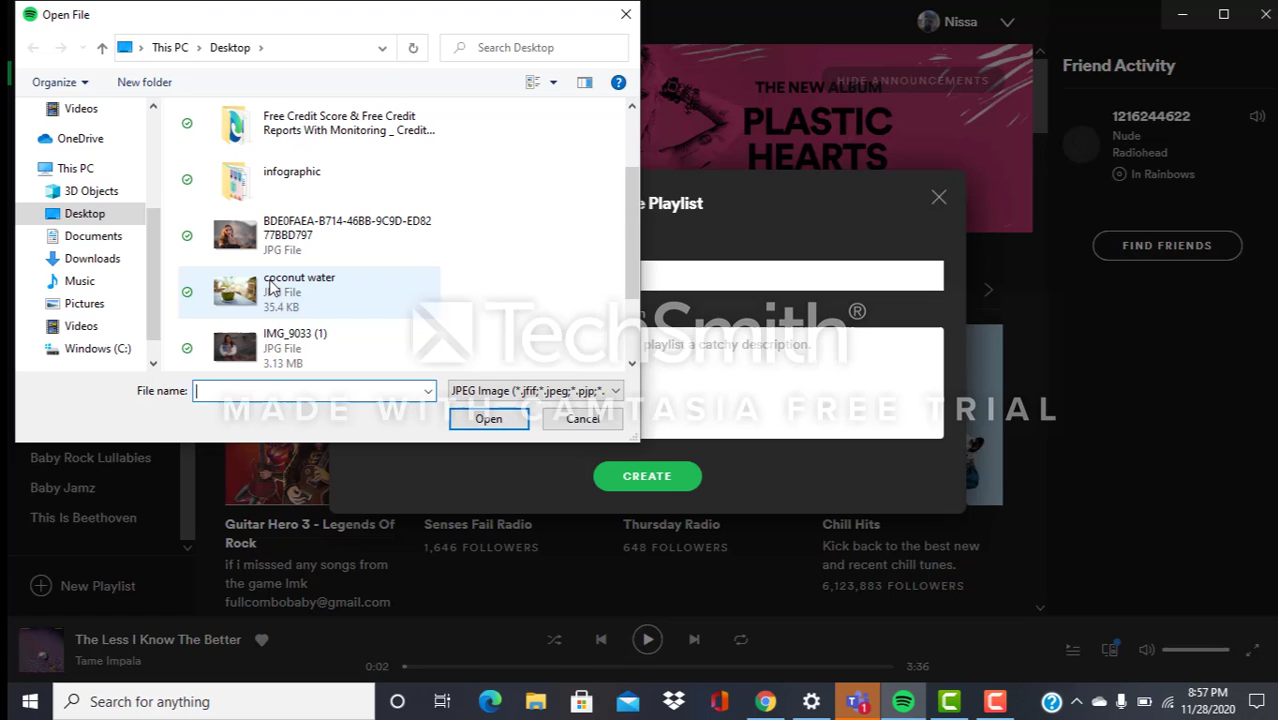 Open File
This PC
Desktop
Search Desktop
Organize
New folder
Videos
OneDrive
This PC
3D Objects
Desktop
Documents
Downloads
Music
Pictures
Videos
Windows (C:)
Free Credit Score & Free Credit
Reports With Monitoring _ Credit...
infographic
BDE0FAEA-B714-46BB-9C9D-ED82
77BBD797
JPG File
coconut water
JPG File
35.4 KB
IMG_9033 (1)
JPG File
3.13 MB
File name:
JPEG Image (*.jfif;*.jpeg;*.pjp;*.
Open
Cancel
Nissa
HIDE ANNOUNCEMENTS
THE NEW ALBUM
PLASTIC
HEARTS
e Playlist
playlist a catchy description.
CREATE
Friend Activity
1216244622
Nude
Radiohead
In Rainbows
FIND FRIENDS
TechSmith®
MADE WITH CAMTASIA FREE TRIAL
Baby Rock Lullabies
Baby Jamz
This Is Beethoven
New Playlist
Guitar Hero 3 - Legends Of
Rock
if i misssed any songs from
the game lmk
fullcombobaby@gmail.com
Senses Fail Radio
1,646 FOLLOWERS
Thursday Radio
648 FOLLOWERS
Chill Hits
Kick back to the best new
and recent chill tunes.
6,123,883 FOLLOWERS
The Less I Know The Better
Tame Impala
0:02
3:36
Search for anything
1
8:57 PM
11/28/2020